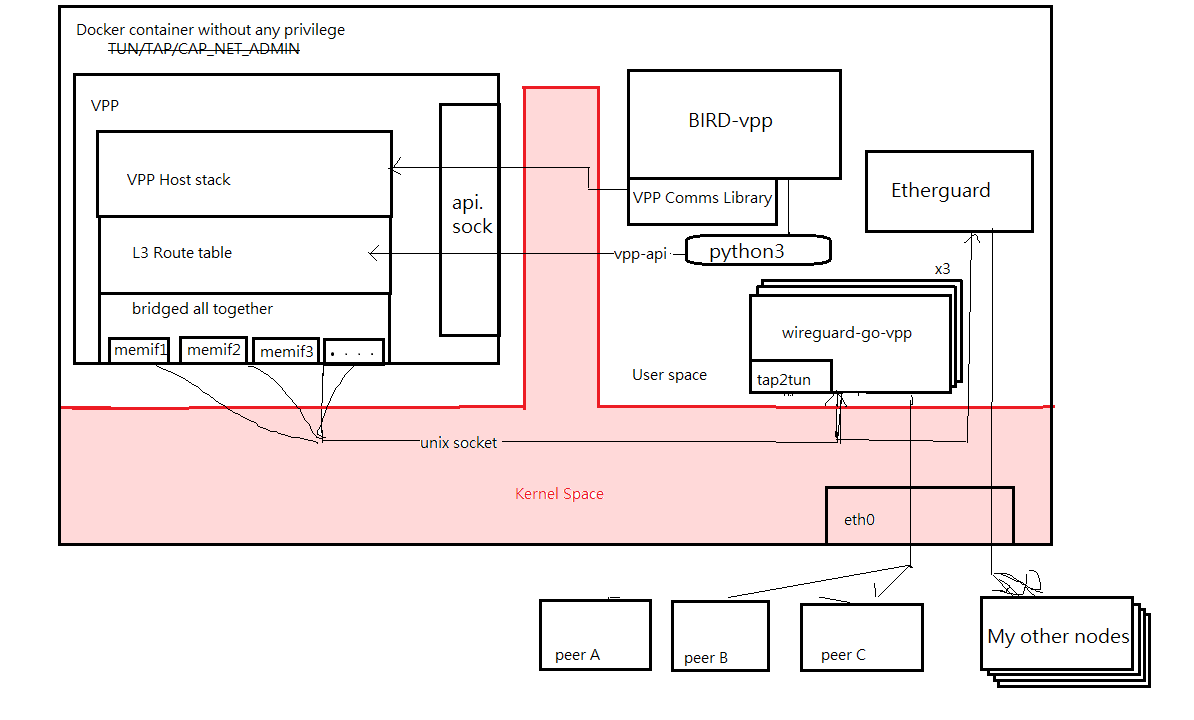 Docker container without any privilege
TUN/TAP/CAP_NET_ADMIN
VPP
VPP Host stack
L3 Route table
bridged all together
memif1
memif2
memif3
. . . .
api.
sock
BIRD-vpp
VPP Comms Library
vpp-api
python3
Etherguard
x3
wireguard-go-vpp
tap2tun
User space
unix socket
Kernel Space
eth0
peer A
peer B
peer C
My other nodes